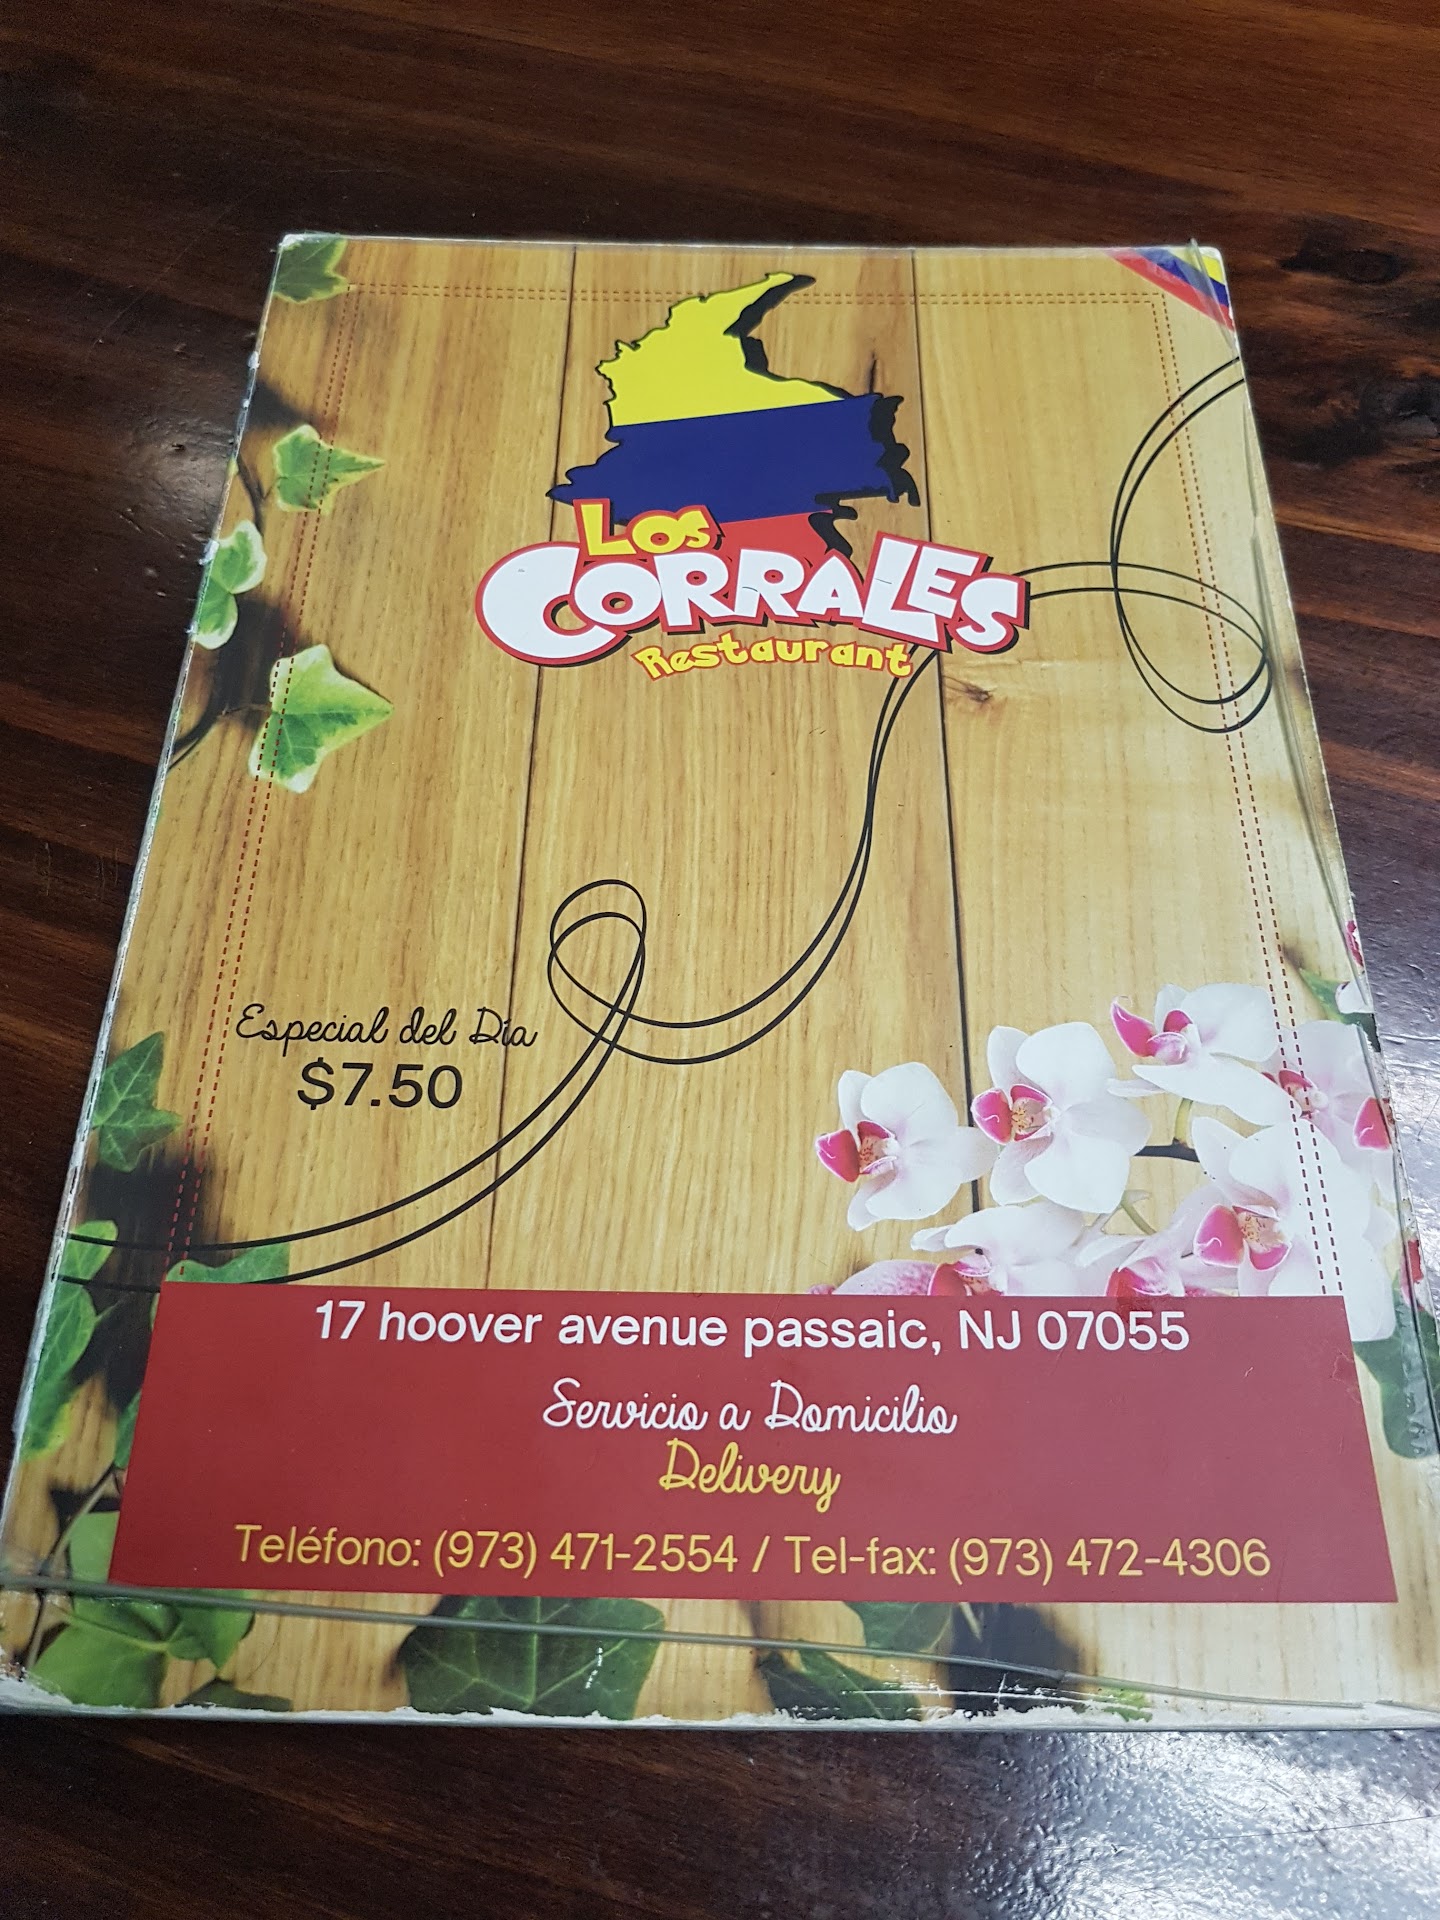 Los
CORRALES
Restaurant
Especial del Día
$7.50
17 hoover avenue passaic, NJ 07055
Servicio a Domicilio
Delivery
Teléfono: (973) 471-2554 / Tel-fax: (973) 472-4306